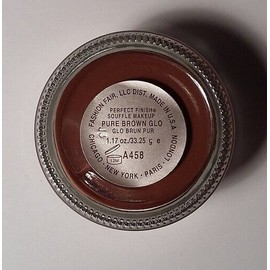 FASHION FAIR, LLC DIST. MADE IN U.S.A.
PERFECT FINISH®
SOUFFLE MAKEUP
PURE BROWN GLO
GLO BRUN PUR
1.17 oz./33.25 g e
12M
A458
CHICAGO - NEW YORK - PARIS - LONDON